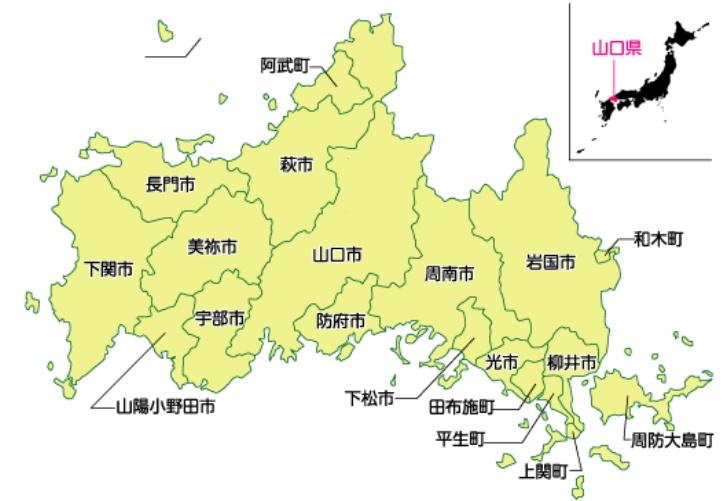 山口県
阿武町
萩市
長門市
和木町
美祢市
山口市
岩国市
下関市
周南市
宇部市
防府市
光市
柳井市
下松市
山陽小野田市
田布施町
平生町
周防大島町
上関町